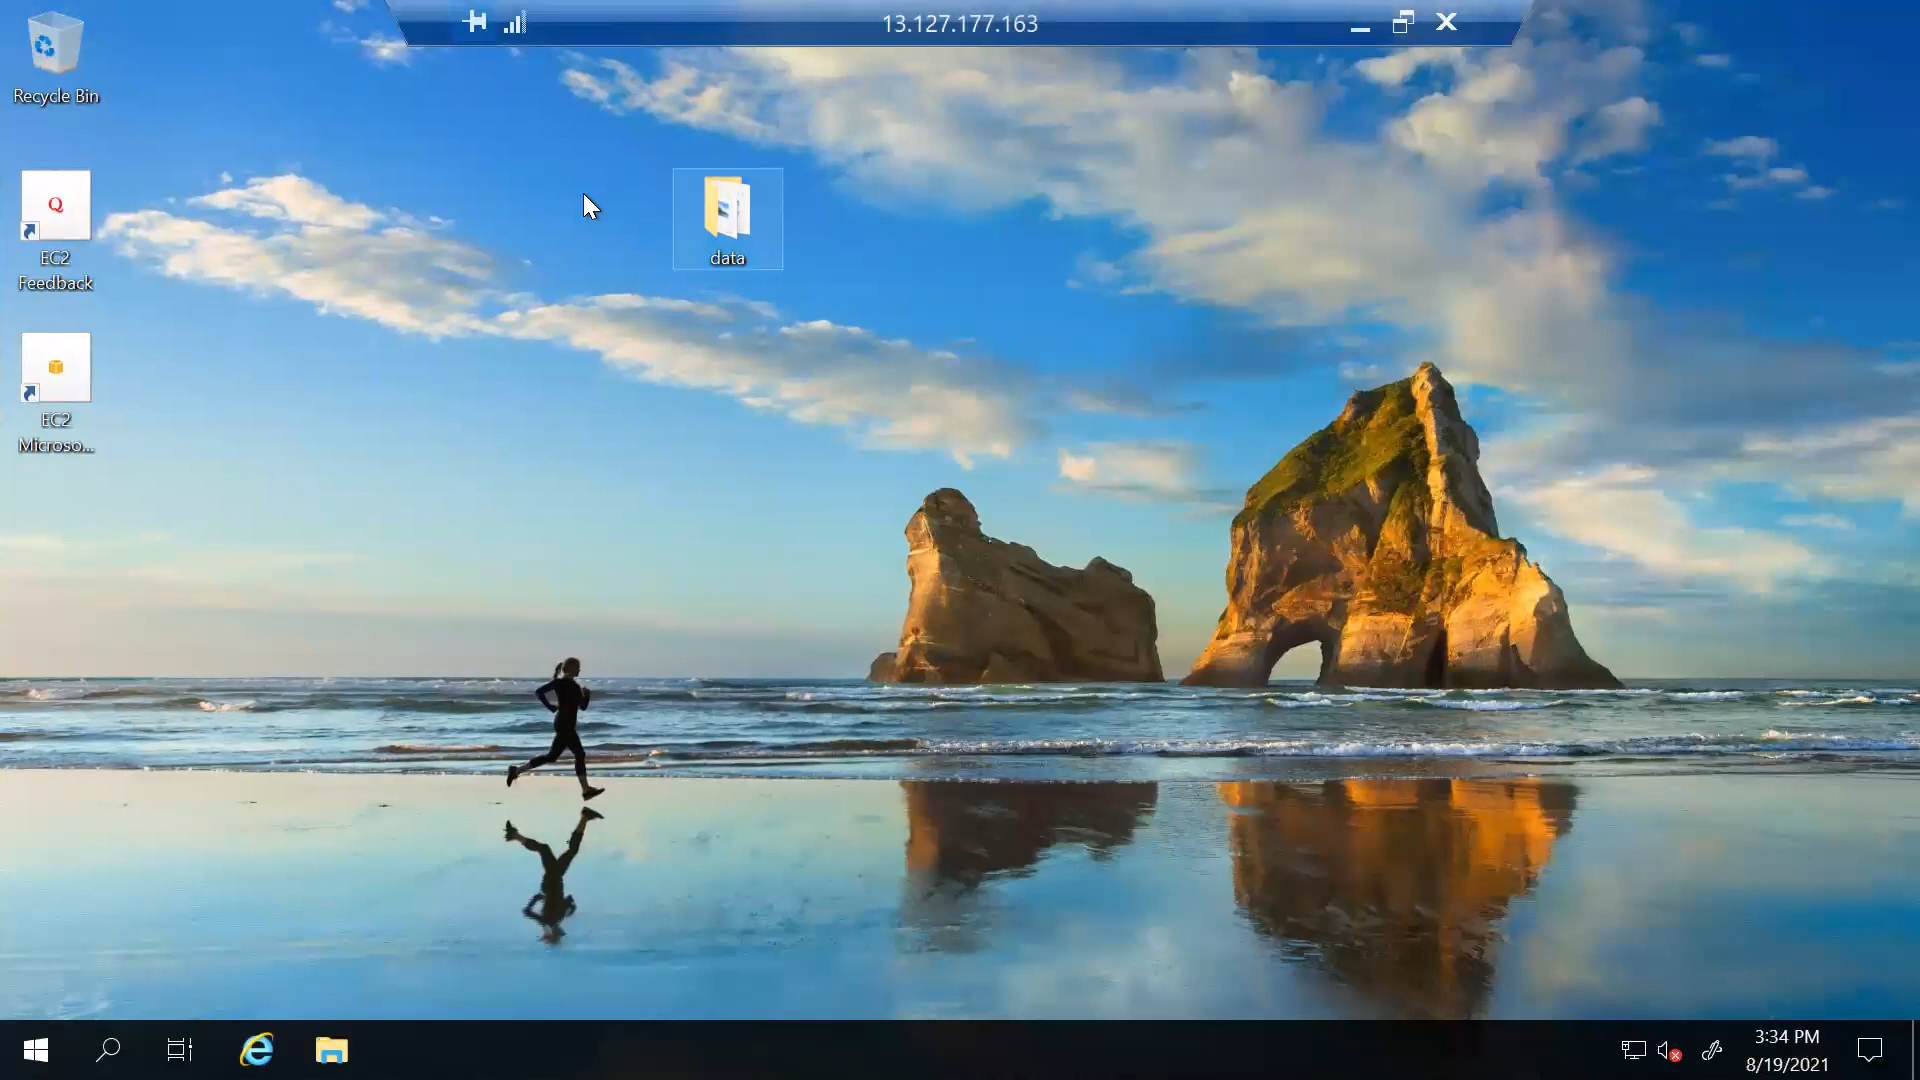 13.127.177.163
Recycle Bin
Q
EC2
Feedback
data
EC2
Microso...
3:34 PM
8/19/2021